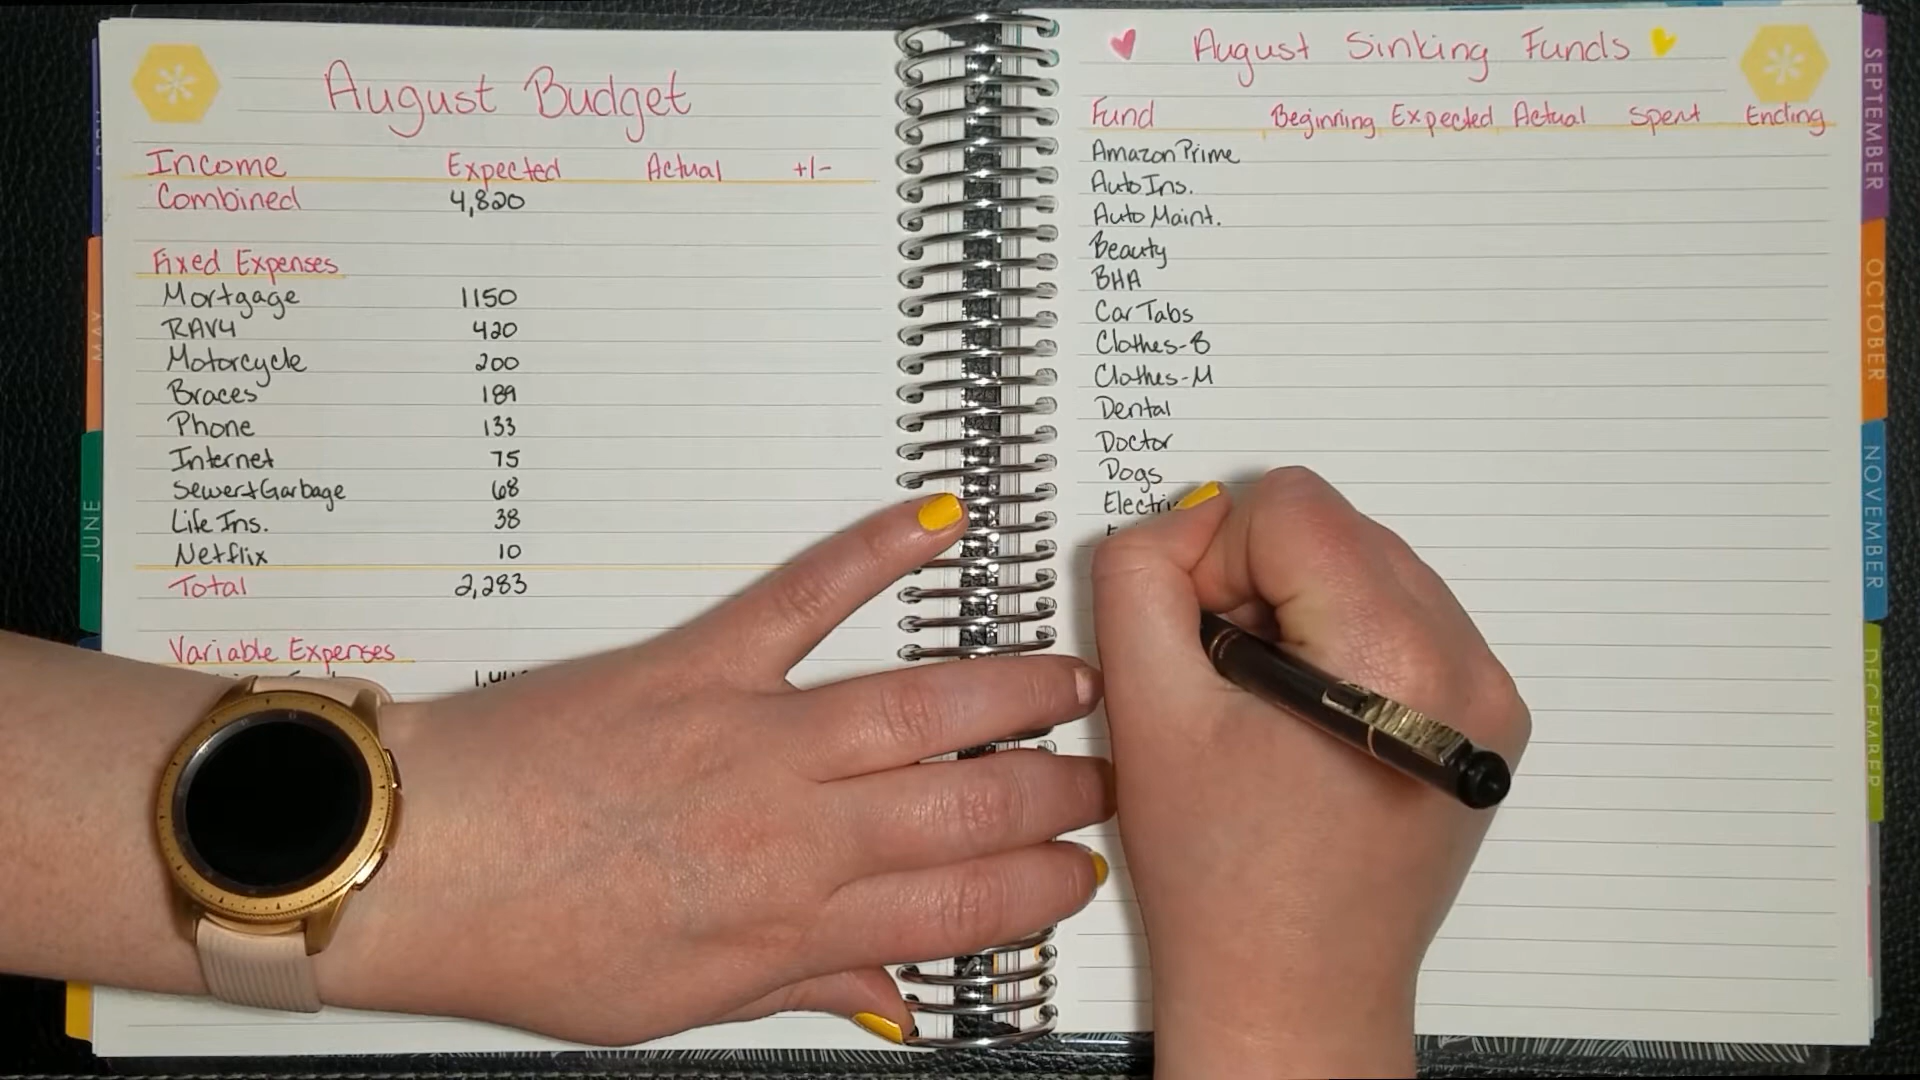 August Budget
Income Expected Actual +/-
Combined 4,820
Fixed Expenses
Mortgage 1150
RAV4 420
Motorcycle 200
Braces 189
Phone 133
Internet 75
Sewer+Garbage 68
Life Ins. 38
Netflix 10
Total 2,283
Variable Expenses
August Sinking Funds
Fund Beginning Expected Actual Spent Ending
Amazon Prime
Auto Ins.
Auto Maint.
Beauty
BHA
Car Tabs
Clothes-B
Clothes-M
Dental
Doctor
Dogs
Electri
MAY
JUNE
SEPTEMBER
OCTOBER
NOVEMBER
DECEMBER